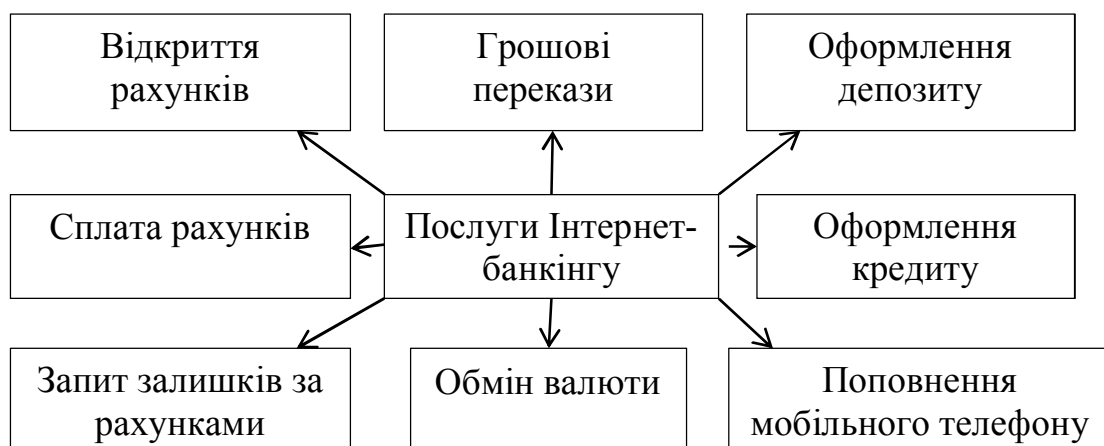 Відкриття
рахунків
Грошові
перекази
Оформлення
депозиту
Сплата рахунків
Послуги Інтернет-
банкінгу
Оформлення
кредиту
Запит залишків за
рахунками
Обмін валюти
Поповнення
мобільного телефону